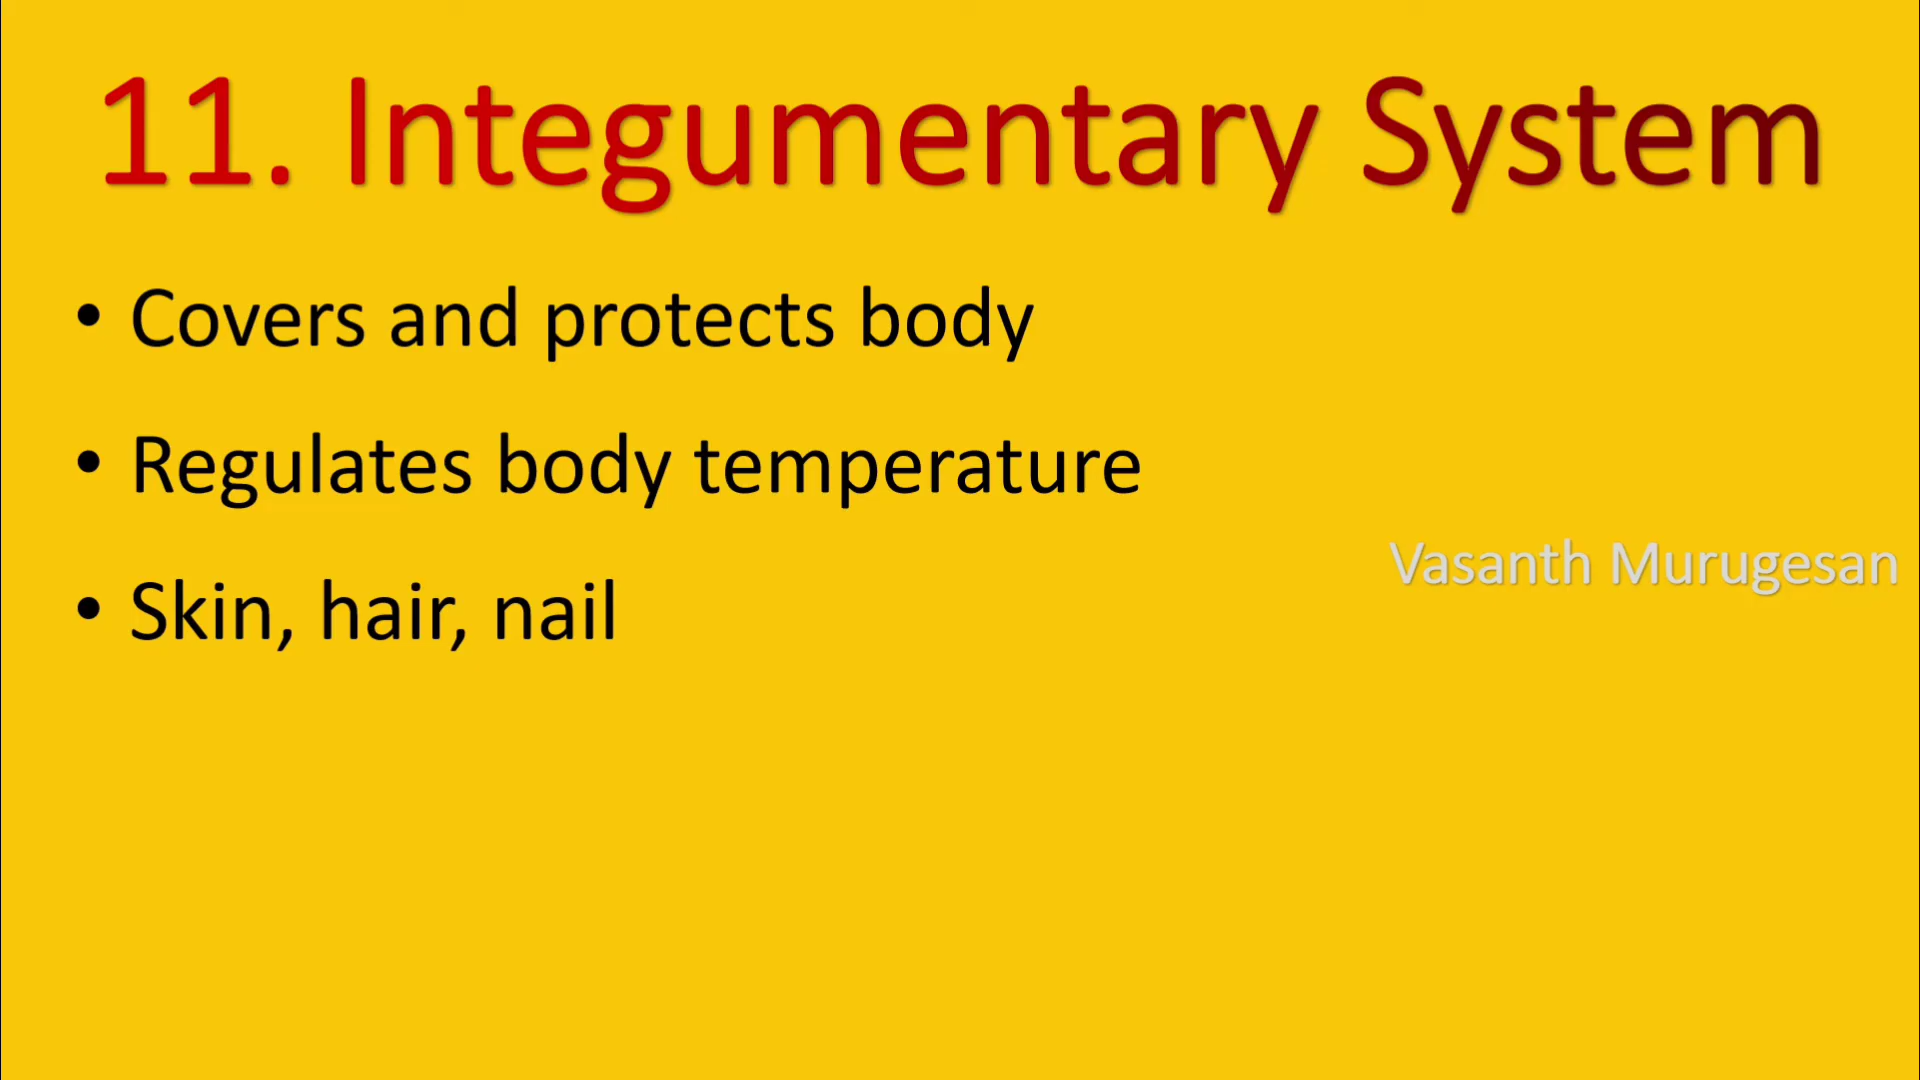 11. Integumentary System
• Covers and protects body
• Regulates body temperature
Vasanth Murugesan
• Skin, hair, nail